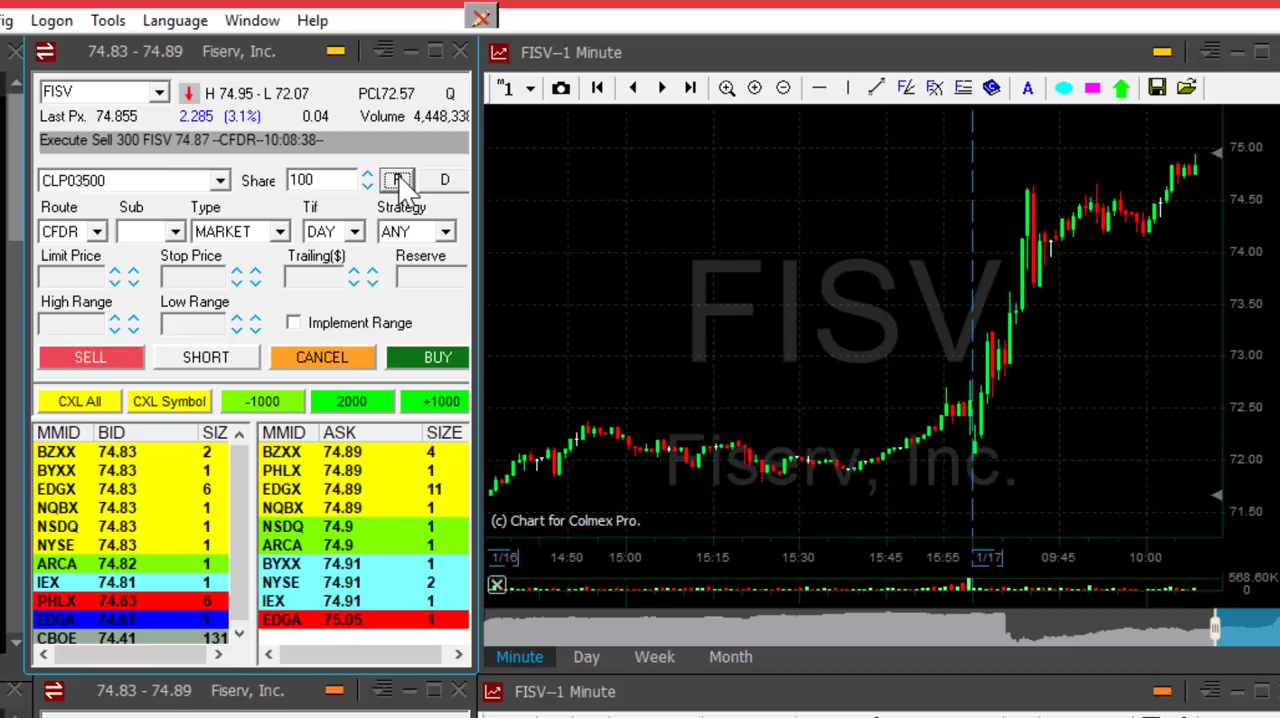 ig Logon Tools Language Window Help
74.83 - 74.89 Fiserv, Inc.
FISV
H 74.95 - L 72.07 PCL72.57 Q
Last Px. 74.855 2.285 (3.1%) 0.04 Volume 4,448,338
Execute Sell 300 FISV 74.87 --CFDR--10:08:38--
CLP03500 Share 100 D
Route Sub Type Tif Strategy
CFDR MARKET DAY ANY
Limit Price Stop Price Trailing($) Reserve
High Range Low Range
Implement Range
SELL SHORT CANCEL BUY
CXL All CXL Symbol -1000 2000 +1000
MMID BID SIZ MMID ASK SIZE
BZXX 74.83 2 BZXX 74.89 4
BYXX 74.83 1 PHLX 74.89 1
EDGX 74.83 6 EDGX 74.89 11
NQBX 74.83 1 NQBX 74.89 1
NSDQ 74.83 1 NSDQ 74.9 1
NYSE 74.83 1 ARCA 74.9 1
ARCA 74.82 1 BYXX 74.91 1
IEX 74.81 1 NYSE 74.91 2
PHLX 74.63 6 IEX 74.91 1
EDGA 74.61 1 EDGA 75.05 1
CBOE 74.41 131
74.83 - 74.89 Fiserv, Inc.
FISV--1 Minute
m1
A
75.00
74.50
74.00
73.50
73.00
72.50
72.00
71.50
FISV
Fiserv, Inc.
(c) Chart for Colmex Pro.
1/16 14:50 15:00 15:15 15:30 15:45 15:55 1/17 09:45 10:00
568.60K
0
Minute Day Week Month
FISV--1 Minute